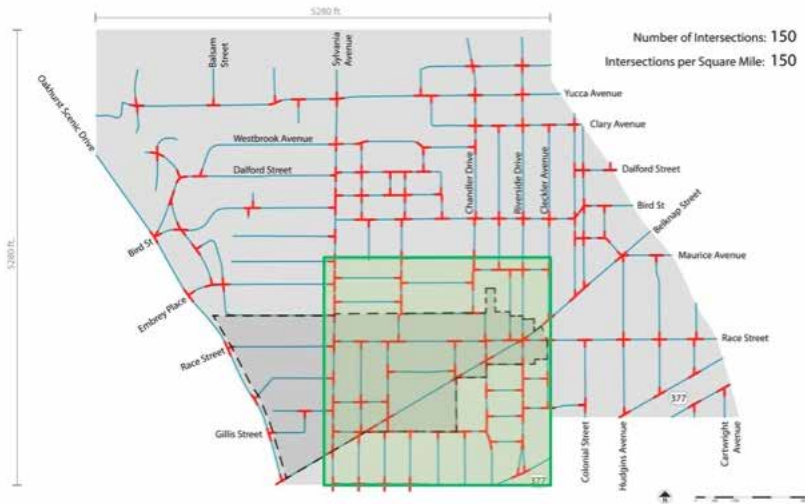 5280 ft.
5280 ft.
Number of Intersections: 150
Intersections per Square Mile: 150
Balsam
Street
Sylvania
Avenue
Oakhurst Scenic Drive
Yucca Avenue
Clary Avenue
Westbrook Avenue
Dalford Street
Chandler Drive
Riverside Drive
Cleckler Avenue
Dalford Street
Bird St
Belknap Street
Bird St
Maurice Avenue
Embrey Place
Race Street
Race Street
Gillis Street
377
377
Colonial Street
Hudgins Avenue
Cartwright
Avenue